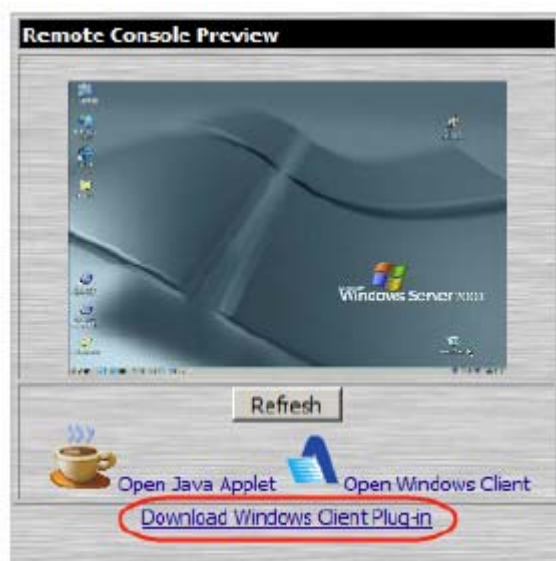 Remote Console Preview
Windows Server 2003
Refresh
Open Java Applet
Open Windows Client
Download Windows Client Plug-in